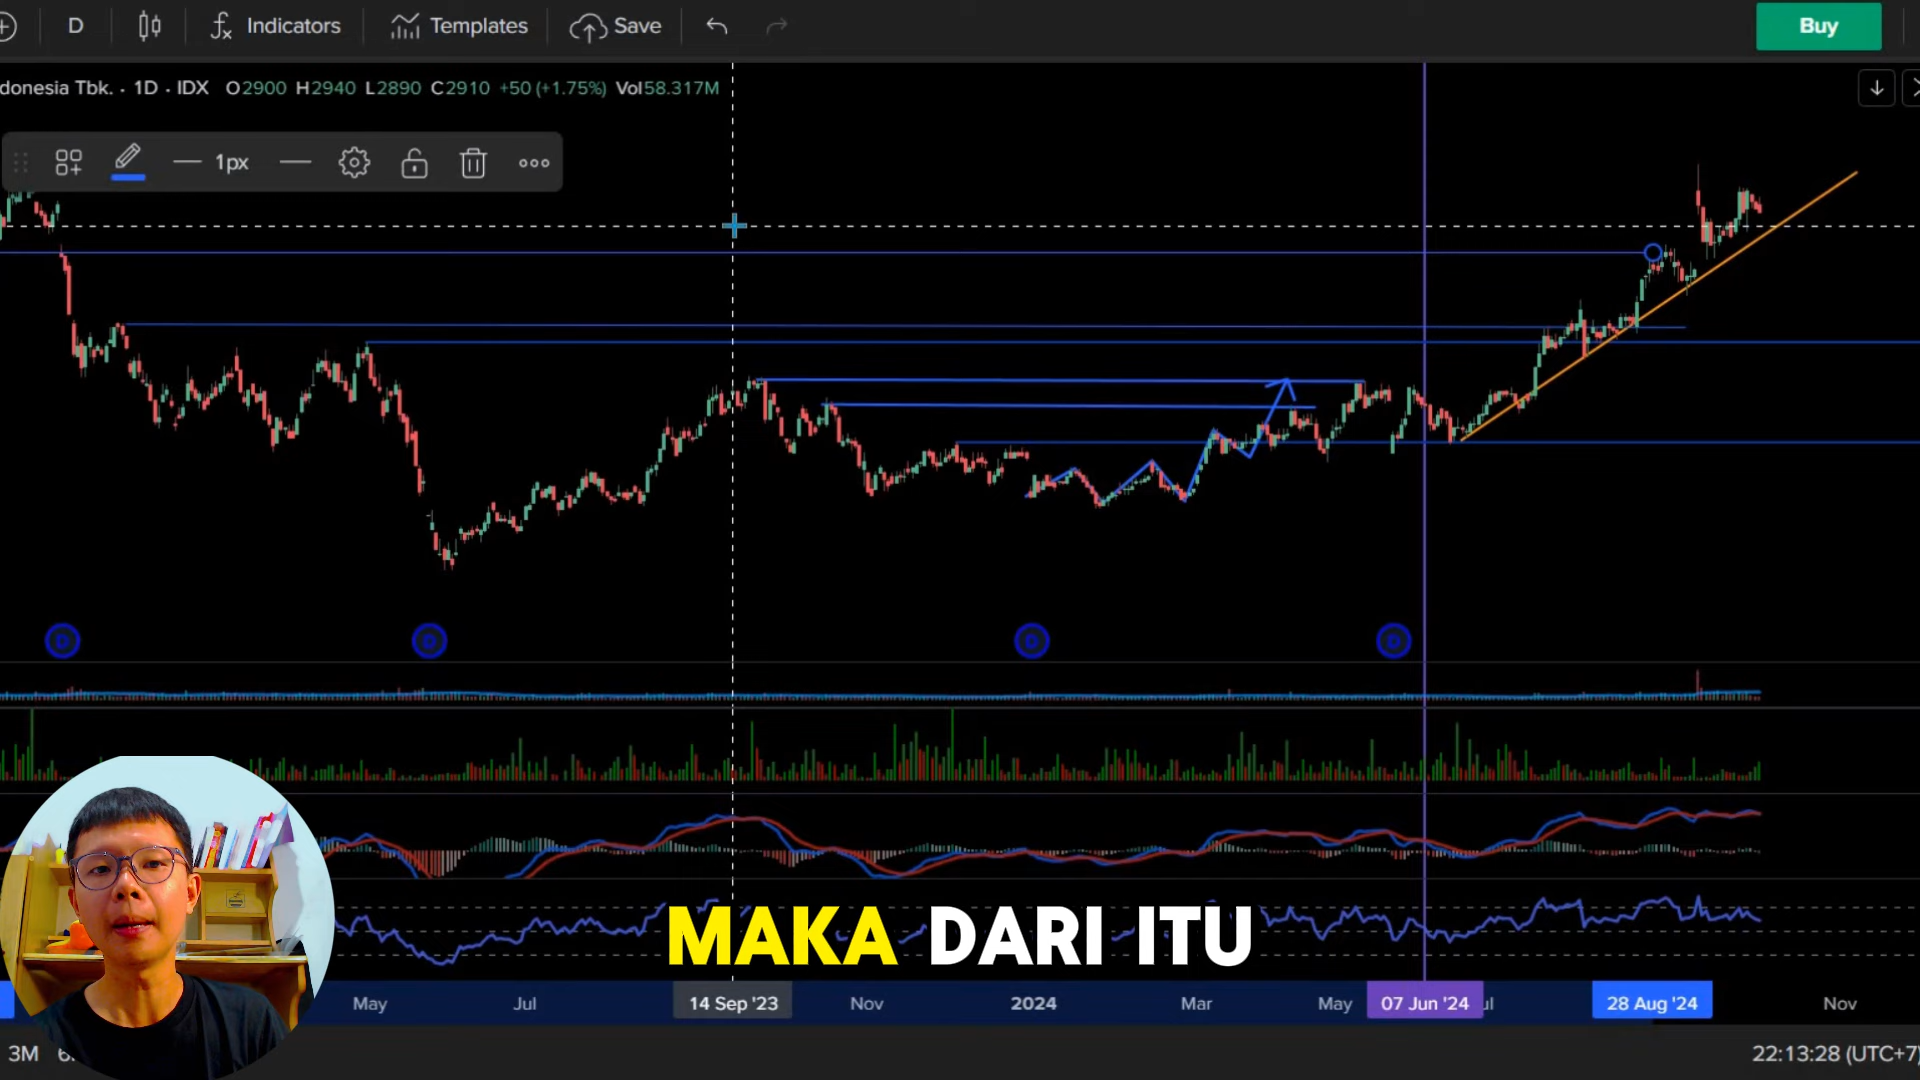 D
Indicators
Templates
Save
Buy
donesia Tbk. · 1D · IDX O2900 H2940 L2890 C2910 +50 (+1.75%) Vol58.317M
1px
D
D
D
D
MAKA DARI ITU
May
Jul
14 Sep '23
Nov
2024
Mar
May
07 Jun '24
ul
28 Aug '24
Nov
3M
22:13:28 (UTC+7)